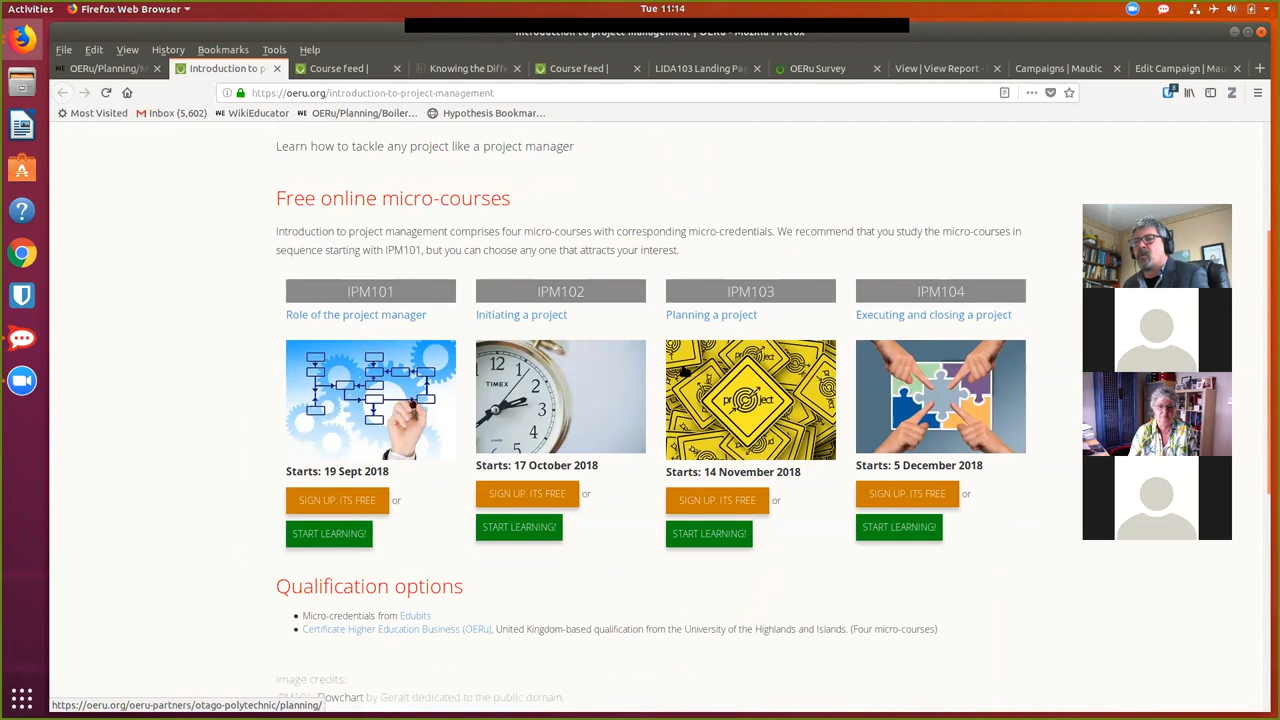 Activities Firefox Web Browser Tue 11:14
Introduction to project management | OERu - Mozilla Firefox
File Edit View History Bookmarks Tools Help
OERu/Planning/M Introduction to p Course feed | Knowing the Diffe Course feed | LIDA103 Landing Pag OERu Survey View | View Report - Campaigns | Mautic Edit Campaign | Mau
https://oeru.org/introduction-to-project-management
Most Visited Inbox (5,602) WE WikiEducator WE OERu/Planning/Boiler... Hypothesis Bookmar...
Learn how to tackle any project like a project manager
Free online micro-courses
Introduction to project management comprises four micro-courses with corresponding micro-credentials. We recommend that you study the micro-courses in
sequence starting with IPM101, but you can choose any one that attracts your interest.
IPM101 IPM102 IPM103 IPM104
Role of the project manager Initiating a project Planning a project Executing and closing a project
TIMEX
project
Starts: 19 Sept 2018 Starts: 17 October 2018 Starts: 14 November 2018 Starts: 5 December 2018
SIGN UP. ITS FREE or SIGN UP. ITS FREE or SIGN UP. ITS FREE or SIGN UP. ITS FREE or
START LEARNING! START LEARNING! START LEARNING! START LEARNING!
Qualification options
Micro-credentials from Edubits
Certificate Higher Education Business (OERu), United Kingdom-based qualification from the University of the Highlands and Islands. (Four micro-courses)
image credits:
Flowchart by Geralt dedicated to the public domain.
https://oeru.org/oeru-partners/otago-polytechnic/planning/